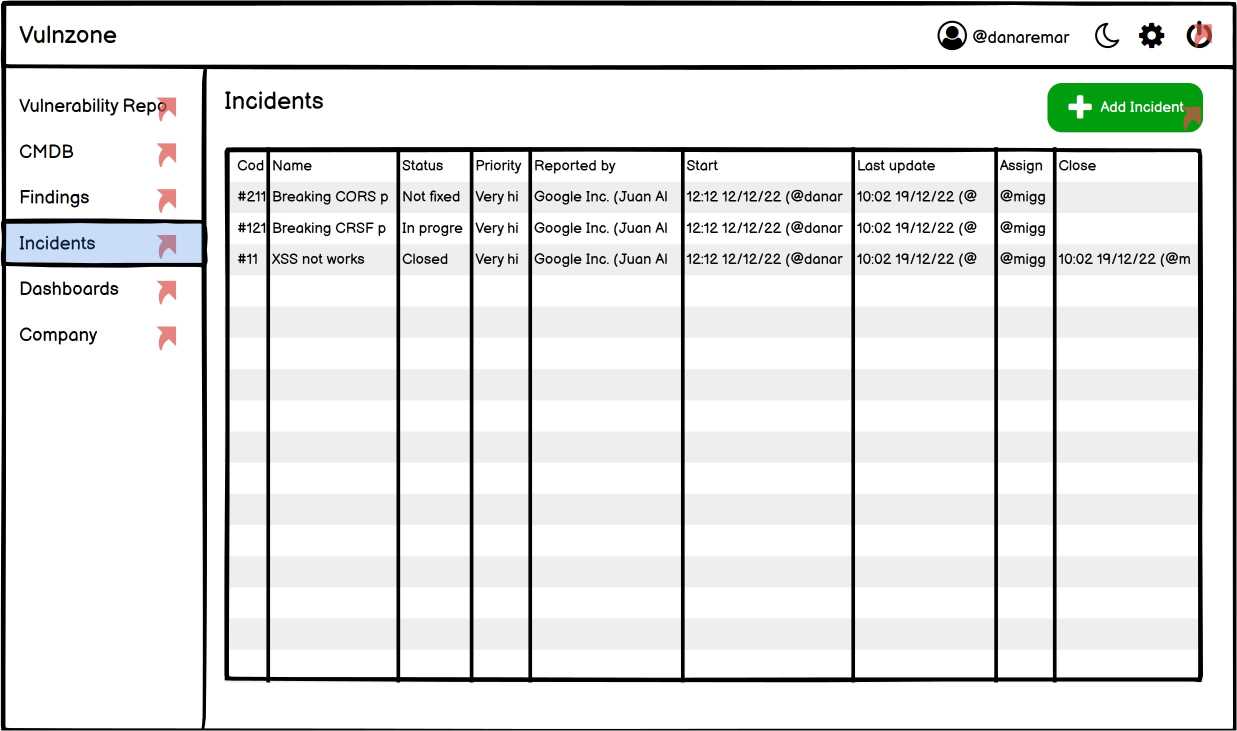 Vulnzone
@danaremar
Vulnerability Repo
CMDB
Findings
Incidents
Dashboards
Company
Incidents
Add Incident
Cod Name Status Priority Reported by Start Last update Assign Close
#211 Breaking CORS p Not fixed Very hi Google Inc. (Juan Al 12:12 12/12/22 (@danar 10:02 19/12/22 (@ @migg
#121 Breaking CRSF p In progre Very hi Google Inc. (Juan Al 12:12 12/12/22 (@danar 10:02 19/12/22 (@ @migg
#11 XSS not works Closed Very hi Google Inc. (Juan Al 12:12 12/12/22 (@danar 10:02 19/12/22 (@ @migg 10:02 19/12/22 (@m